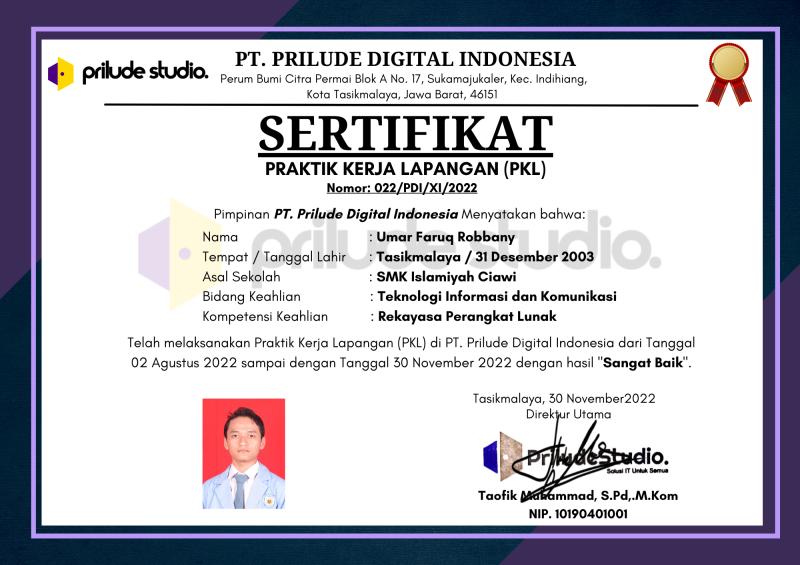 prilude studio.
PT. PRILUDE DIGITAL INDONESIA
Perum Bumi Citra Permai Blok A No. 17, Sukamajukaler, Kec. Indihiang,
Kota Tasikmalaya, Jawa Barat, 46151
SERTIFIKAT
PRAKTIK KERJA LAPANGAN (PKL)
Nomor: 022/PDI/XI/2022
prilude studio.
Pimpinan PT. Prilude Digital Indonesia Menyatakan bahwa:
Nama : Umar Faruq Robbany
Tempat / Tanggal Lahir : Tasikmalaya / 31 Desember 2003
Asal Sekolah : SMK Islamiyah Ciawi
Bidang Keahlian : Teknologi Informasi dan Komunikasi
Kompetensi Keahlian : Rekayasa Perangkat Lunak
Telah melaksanakan Praktik Kerja Lapangan (PKL) di PT. Prilude Digital Indonesia dari Tanggal
02 Agustus 2022 sampai dengan Tanggal 30 November 2022 dengan hasil "Sangat Baik".
Tasikmalaya, 30 November2022
Direktur Utama
PriludeStudio.
Solusi IT Untuk Semua
Taofik Muhammad, S.Pd,.M.Kom
NIP. 10190401001